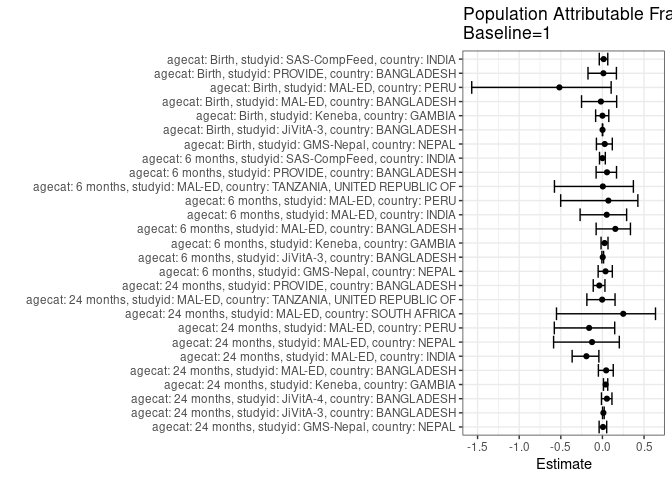 Population Attributable Fra
Baseline=1
agecat: Birth, studyid: SAS-CompFeed, country: INDIA
agecat: Birth, studyid: PROVIDE, country: BANGLADESH
agecat: Birth, studyid: MAL-ED, country: PERU
agecat: Birth, studyid: MAL-ED, country: BANGLADESH
agecat: Birth, studyid: Keneba, country: GAMBIA
agecat: Birth, studyid: JiVitA-3, country: BANGLADESH
agecat: Birth, studyid: GMS-Nepal, country: NEPAL
agecat: 6 months, studyid: SAS-CompFeed, country: INDIA
agecat: 6 months, studyid: PROVIDE, country: BANGLADESH
agecat: 6 months, studyid: MAL-ED, country: TANZANIA, UNITED REPUBLIC OF
agecat: 6 months, studyid: MAL-ED, country: PERU
agecat: 6 months, studyid: MAL-ED, country: INDIA
agecat: 6 months, studyid: MAL-ED, country: BANGLADESH
agecat: 6 months, studyid: Keneba, country: GAMBIA
agecat: 6 months, studyid: JiVitA-3, country: BANGLADESH
agecat: 6 months, studyid: GMS-Nepal, country: NEPAL
agecat: 24 months, studyid: PROVIDE, country: BANGLADESH
agecat: 24 months, studyid: MAL-ED, country: TANZANIA, UNITED REPUBLIC OF
agecat: 24 months, studyid: MAL-ED, country: SOUTH AFRICA
agecat: 24 months, studyid: MAL-ED, country: PERU
agecat: 24 months, studyid: MAL-ED, country: NEPAL
agecat: 24 months, studyid: MAL-ED, country: INDIA
agecat: 24 months, studyid: MAL-ED, country: BANGLADESH
agecat: 24 months, studyid: Keneba, country: GAMBIA
agecat: 24 months, studyid: JiVitA-4, country: BANGLADESH
agecat: 24 months, studyid: JiVitA-3, country: BANGLADESH
agecat: 24 months, studyid: GMS-Nepal, country: NEPAL
-1.5 -1.0 -0.5 0.0 0.5
Estimate